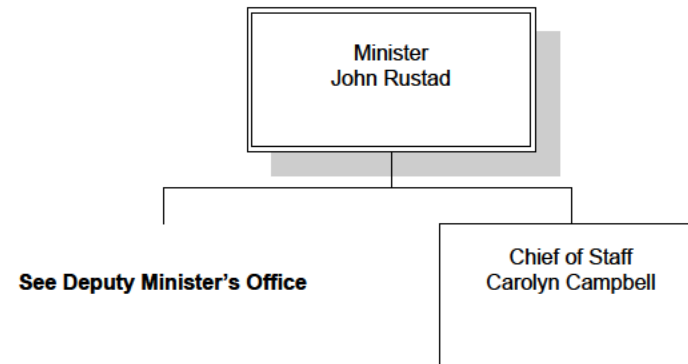 Minister
John Rustad
See Deputy Minister's Office
Chief of Staff
Carolyn Campbell